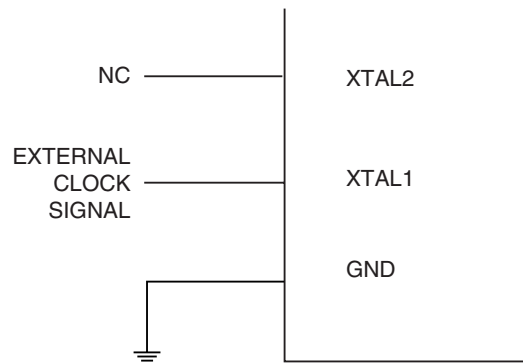 NC
XTAL2
EXTERNAL
CLOCK
SIGNAL
XTAL1
GND